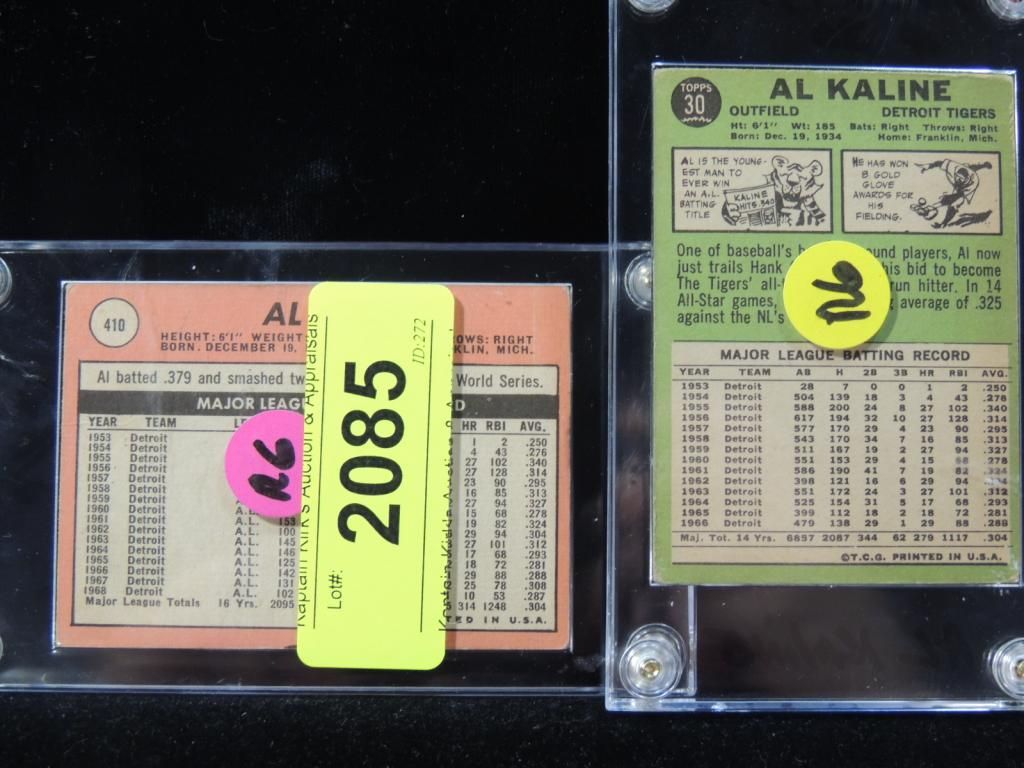 410
AL
HEIGHT: 6'1" WEIGHT
OWS: RIGHT
BORN. DECEMBER 19,
KLIN, MICH.
Al batted .379 and smashed tw
World Series.
MAJOR LEAG
D
YEAR TEAM LE
HR RBI AVG.
1953 Detroit 1 2 .250
1954 Detroit 4 43 .276
1955 Detroit 27 102 .340
1956 Detroit 27 128 .314
1957 Detroit 23 90 .295
1958 Detroit 16 85 .313
1959 Detroit 27 94 .327
1960 Detroit A.L. 15 68 .278
1961 Detroit A.L. 153 19 82 .324
1962 Detroit A.L. 100 29 94 .304
1963 Detroit A.L. 145 27 101 .312
1964 Detroit A.L. 146 17 68 .293
1965 Detroit A.L. 125 18 72 .281
1966 Detroit A.L. 142 29 88 .288
1967 Detroit A.L. 131 25 78 .308
1968 Detroit A.L. 102 10 53 .287
Major League Totals 16 Yrs. 2095 314 1248 .304
TED IN U.S.A.
R6
Kaptain Kirk's Auction & Appraisals
Lot#:
2085
ID:272
TOPPS
30
AL KALINE
OUTFIELD DETROIT TIGERS
Ht: 6'1" Wt: 185 Bats: Right Throws: Right
Born: Dec. 19, 1934 Home: Franklin, Mich.
AL IS THE YOUNG-
EST MAN TO
EVER WIN
AN A.L.
BATTING
TITLE
KALINE
HITS .340
HE HAS WON
8 GOLD
GLOVE
AWARDS FOR
HIS
FIELDING.
One of baseball's b ound players, Al now
just trails Hank his bid to become
The Tigers' all- run hitter. In 14
All-Star games, g average of .325
against the NL's
R6
MAJOR LEAGUE BATTING RECORD
YEAR TEAM AB H 2B 3B HR RBI AVG.
1953 Detroit 28 7 0 0 1 2 .250
1954 Detroit 504 139 18 3 4 43 .276
1955 Detroit 588 200 24 8 27 102 .340
1956 Detroit 617 194 32 10 27 128 .314
1957 Detroit 577 170 29 4 23 90 .295
1958 Detroit 543 170 34 7 16 85 .313
1959 Detroit 511 167 19 2 27 94 .327
1960 Detroit 551 153 29 4 15 68 .278
1961 Detroit 586 190 41 7 19 82 .324
1962 Detroit 398 121 16 6 29 94 .304
1963 Detroit 551 172 24 3 27 101 .312
1964 Detroit 525 154 31 5 17 68 .293
1965 Detroit 399 112 18 2 18 72 .281
1966 Detroit 479 138 29 1 29 88 .288
Maj. Tot. 14 Yrs. 6857 2087 344 62 279 1117 .304
©T.C.G. PRINTED IN U.S.A.